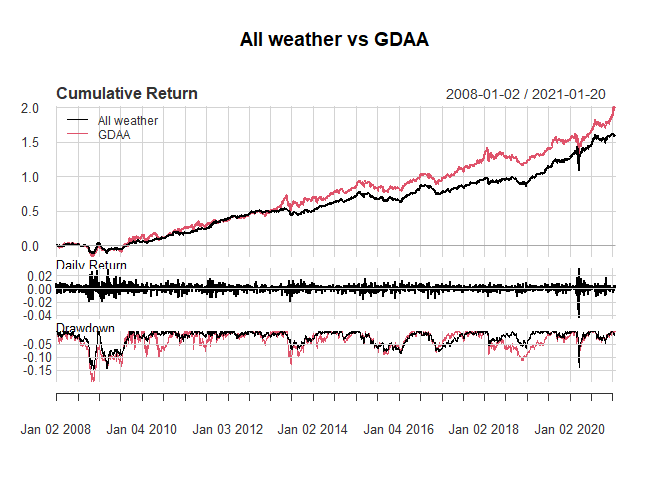 All weather vs GDAA
Cumulative Return 2008-01-02 / 2021-01-20
2.0
1.5
1.0
0.5
0.0
All weather
GDAA
Daily Return
0.02
0.00
-0.02
-0.04
Drawdown
-0.05
-0.10
-0.15
Jan 02 2008 Jan 04 2010 Jan 03 2012 Jan 02 2014 Jan 04 2016 Jan 02 2018 Jan 02 2020